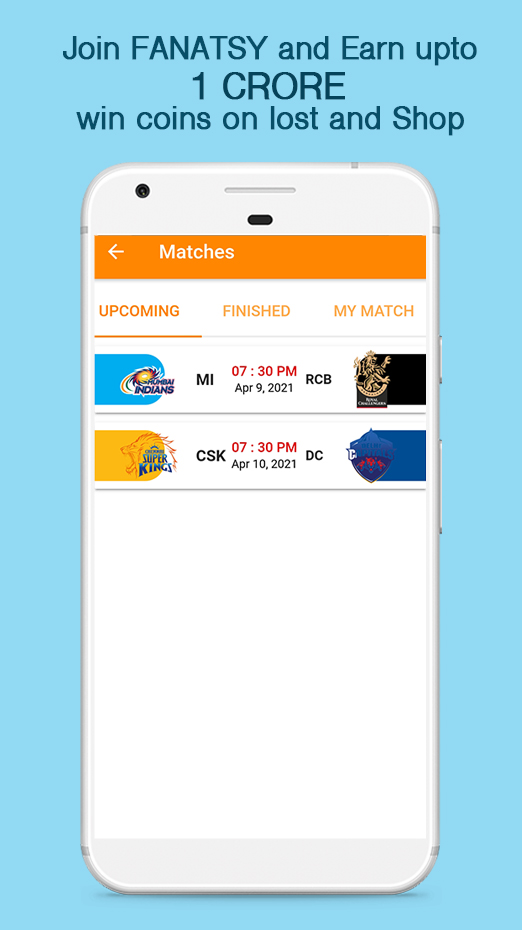 Join FANATSY and Earn upto
1 CRORE
win coins on lost and Shop
Matches
UPCOMING FINISHED MY MATCH
MUMBAI
INDIANS
MI
07 : 30 PM
Apr 9, 2021
RCB
ROYAL
CHALLENGERS
CHENNAI
SUPER
KINGS
CSK
07 : 30 PM
Apr 10, 2021
DC